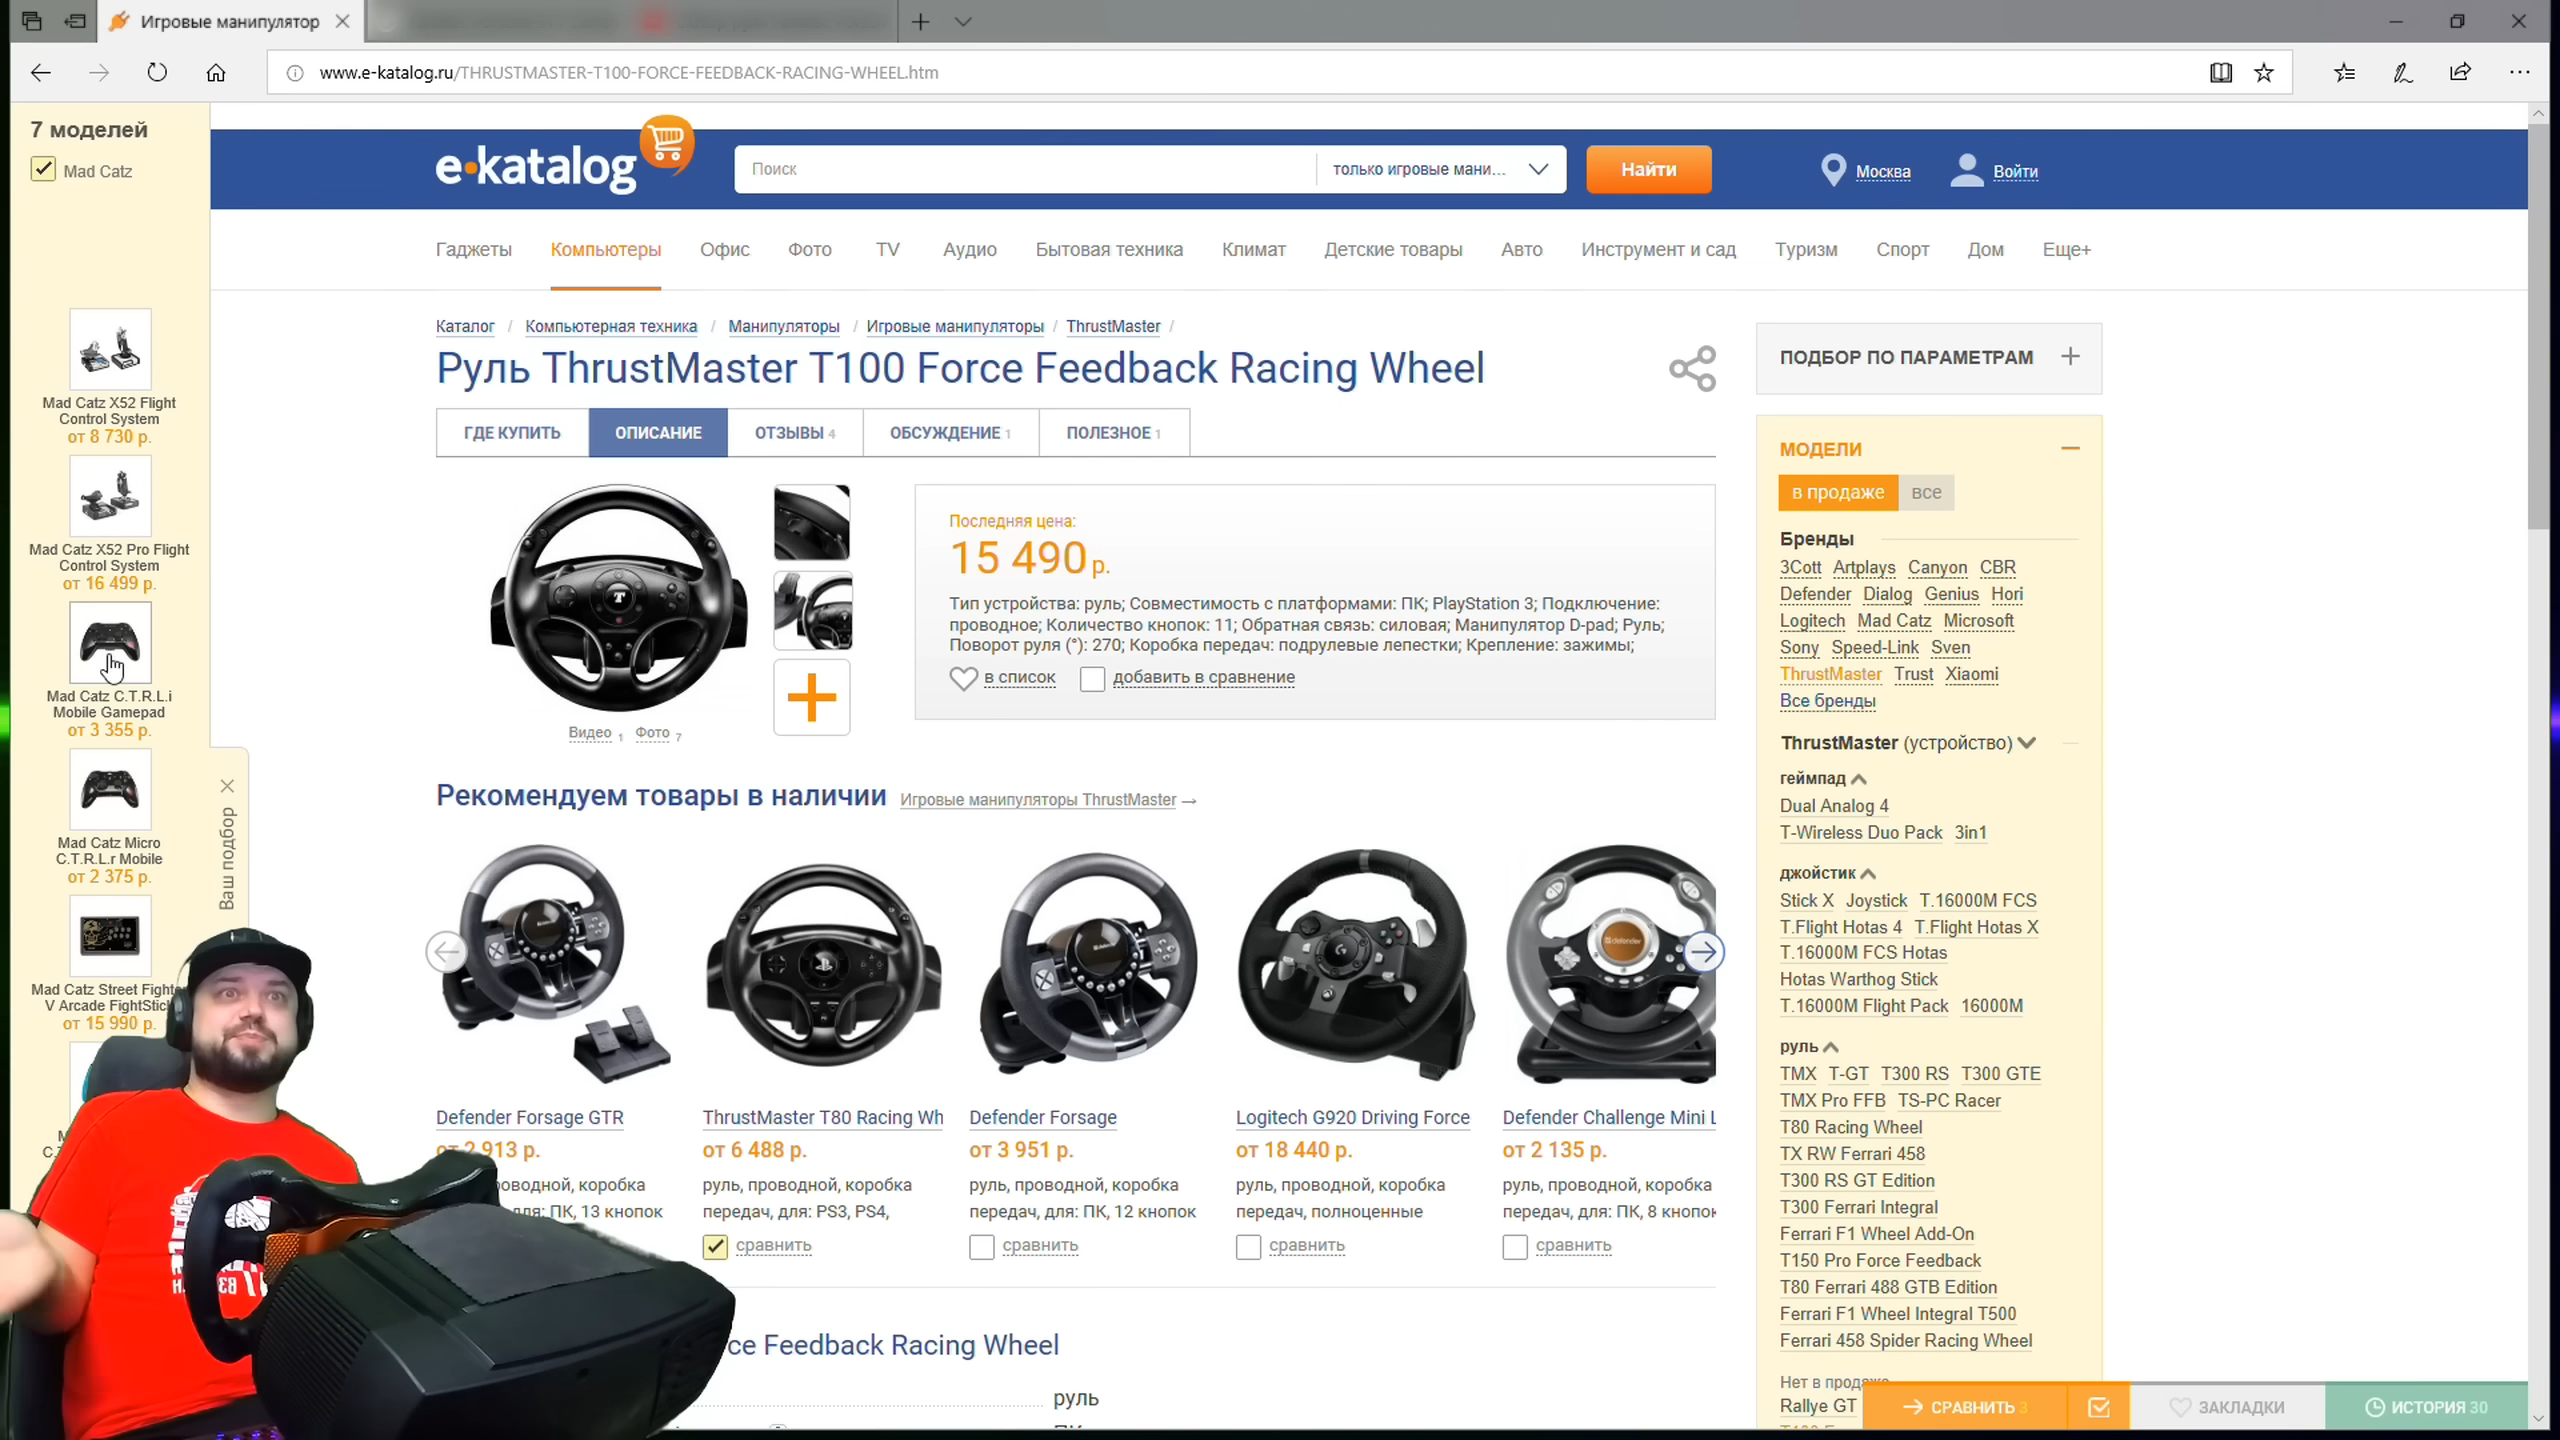 Игровые манипулятор
www.e-katalog.ru/THRUSTMASTER-T100-FORCE-FEEDBACK-RACING-WHEEL.htm
7 моделей
Mad Catz
Mad Catz X52 Flight
Control System
от 8 730 р.
Mad Catz X52 Pro Flight
Control System
от 16 499 р.
Mad Catz C.T.R.L.i
Mobile Gamepad
от 3 355 р.
Mad Catz Micro
C.T.R.L.r Mobile
от 2 375 р.
Mad Catz Street Fighter
V Arcade FightStick
от 15 990 р.
Ваш подбор
e-katalog
Поиск
только игровые мани...
Найти
Москва
Войти
Гаджеты Компьютеры Офис Фото TV Аудио Бытовая техника Климат Детские товары Авто Инструмент и сад Туризм Спорт Дом Еще+
Каталог / Компьютерная техника / Манипуляторы / Игровые манипуляторы / ThrustMaster /
Руль ThrustMaster T100 Force Feedback Racing Wheel
ГДЕ КУПИТЬ ОПИСАНИЕ ОТЗЫВЫ 4 ОБСУЖДЕНИЕ 1 ПОЛЕЗНОЕ 1
T
Видео 1 Фото 7
Последняя цена:
15 490 р.
Тип устройства: руль; Совместимость с платформами: ПК; PlayStation 3; Подключение:
проводное; Количество кнопок: 11; Обратная связь: силовая; Манипулятор D-pad; Руль;
Поворот руля (°): 270; Коробка передач: подрулевые лепестки; Крепление: зажимы;
в список добавить в сравнение
Рекомендуем товары в наличии Игровые манипуляторы ThrustMaster →
defender
Defender Forsage GTR
от 2 913 р.
роводной, коробка
для: ПК, 13 кнопок
ThrustMaster T80 Racing Wh
от 6 488 р.
руль, проводной, коробка
передач, для: PS3, PS4,
сравнить
Defender Forsage
от 3 951 р.
руль, проводной, коробка
передач, для: ПК, 12 кнопок
сравнить
Logitech G920 Driving Force
от 18 440 р.
руль, проводной, коробка
передач, полноценные
сравнить
Defender Challenge Mini L
от 2 135 р.
руль, проводной, коробка
передач, для: ПК, 8 кнопок
сравнить
ce Feedback Racing Wheel
руль
ПОДБОР ПО ПАРАМЕТРАМ +
МОДЕЛИ
в продаже все
Бренды
3Cott Artplays Canyon CBR
Defender Dialog Genius Hori
Logitech Mad Catz Microsoft
Sony Speed-Link Sven
ThrustMaster Trust Xiaomi
Все бренды
ThrustMaster (устройство)
геймпад
Dual Analog 4
T-Wireless Duo Pack 3in1
джойстик
Stick X Joystick T.16000M FCS
T.Flight Hotas 4 T.Flight Hotas X
T.16000M FCS Hotas
Hotas Warthog Stick
T.16000M Flight Pack 16000M
руль
TMX T-GT T300 RS T300 GTE
TMX Pro FFB TS-PC Racer
T80 Racing Wheel
TX RW Ferrari 458
T300 RS GT Edition
T300 Ferrari Integral
Ferrari F1 Wheel Add-On
T150 Pro Force Feedback
T80 Ferrari 488 GTB Edition
Ferrari F1 Wheel Integral T500
Ferrari 458 Spider Racing Wheel
Нет в продаже
Rallye GT
СРАВНИТЬ 3
ЗАКЛАДКИ
ИСТОРИЯ 30